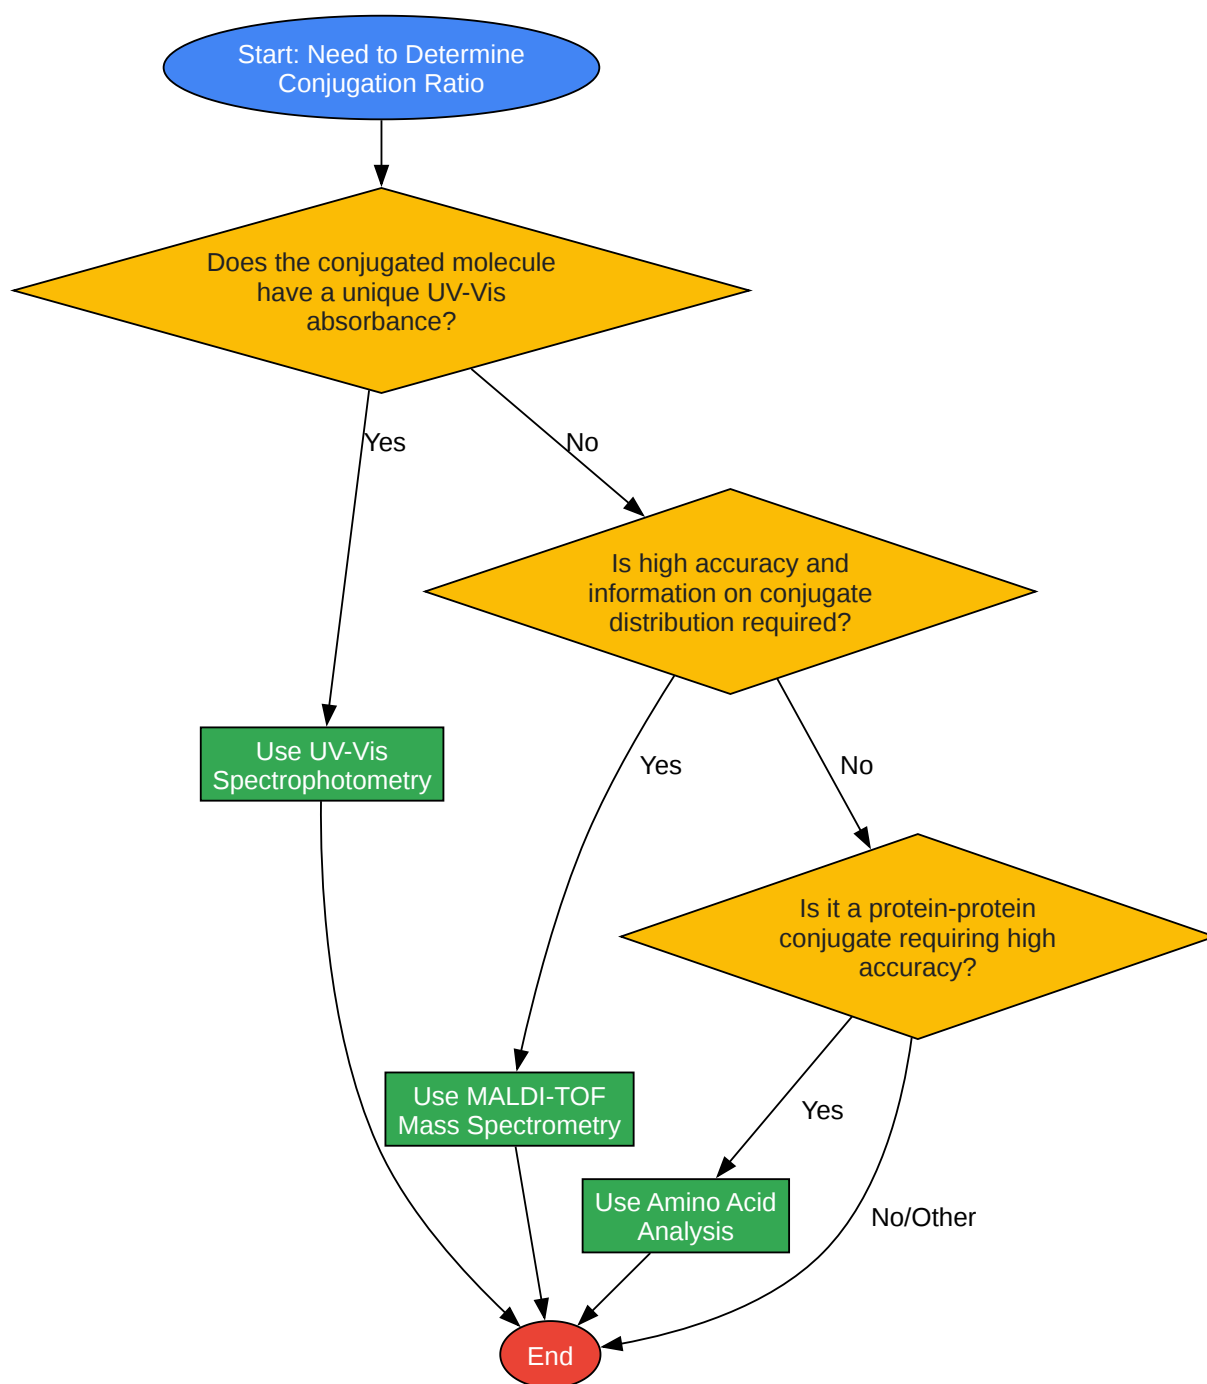 Start: Need to Determine
Conjugation Ratio
Does the conjugated molecule
have a unique UV-Vis
absorbance?
Yes
No
Is high accuracy and
information on conjugate
distribution required?
Use UV-Vis
Spectrophotometry
Yes
No
Is it a protein-protein
conjugate requiring high
accuracy?
Use MALDI-TOF
Mass Spectrometry
Yes
Use Amino Acid
Analysis
No/Other
End